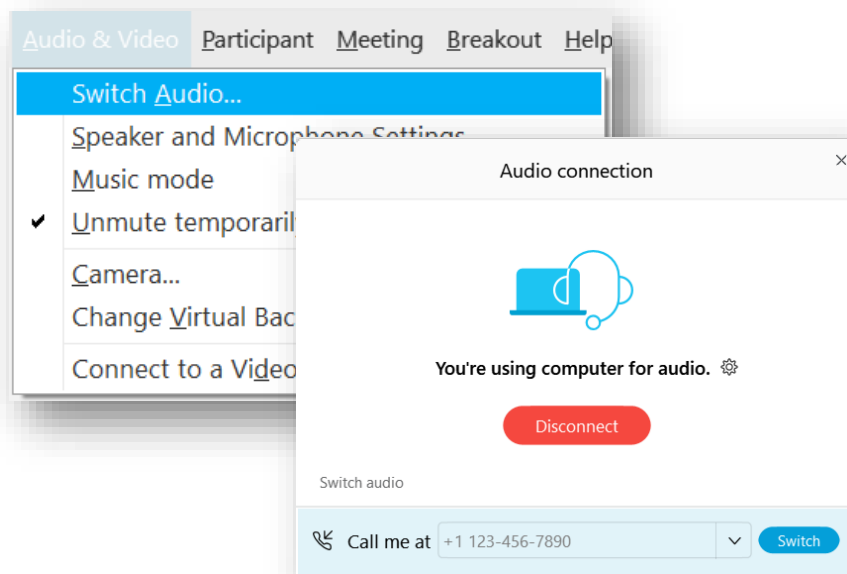 Audio & Video Participant Meeting Breakout Help
Switch Audio...
Speaker and Microphone Settings
Music mode
Unmute temporarily
Camera...
Change Virtual Bac
Connect to a Video
Audio connection
You're using computer for audio.
Disconnect
Switch audio
Call me at +1 123-456-7890 Switch